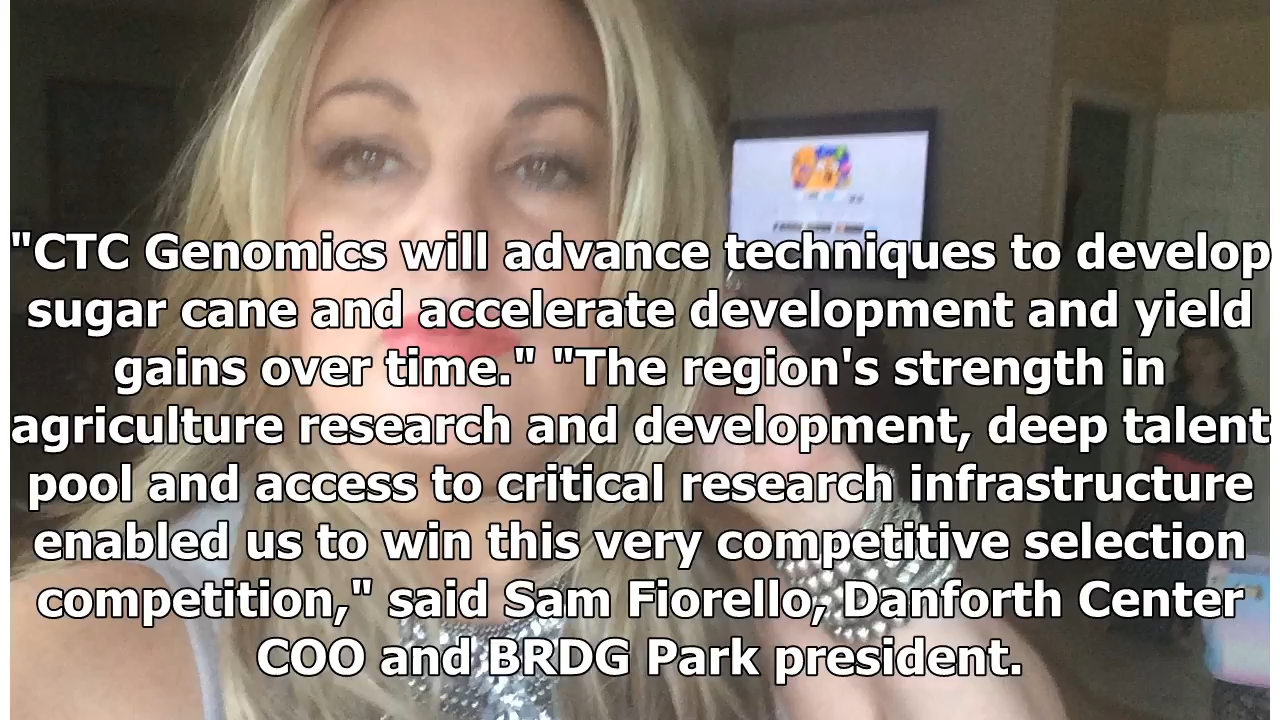 "CTC Genomics will advance techniques to develop
sugar cane and accelerate development and yield
gains over time." "The region's strength in
agriculture research and development, deep talent
pool and access to critical research infrastructure
enabled us to win this very competitive selection
competition," said Sam Fiorello, Danforth Center
COO and BRDG Park president.